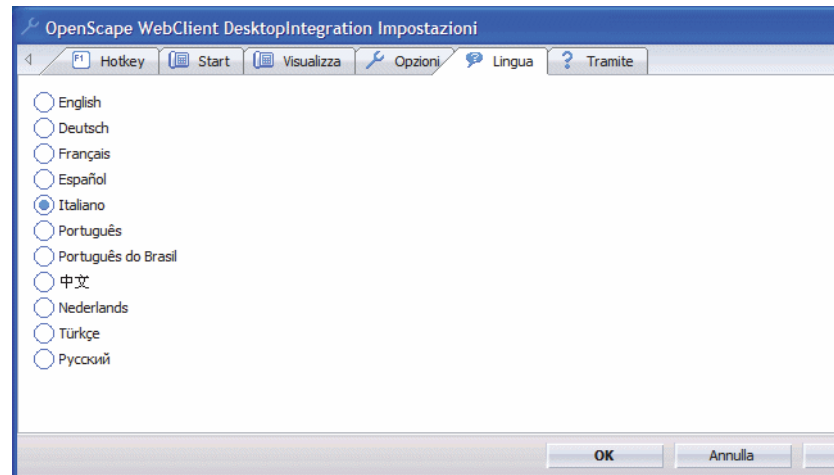 OpenScape WebClient DesktopIntegration Impostazioni
F1 Hotkey Start Visualizza Opzioni Lingua ? Tramite
English
Deutsch
Français
Español
Italiano
Português
Português do Brasil
中文
Nederlands
Türkçe
Русский
OK Annulla